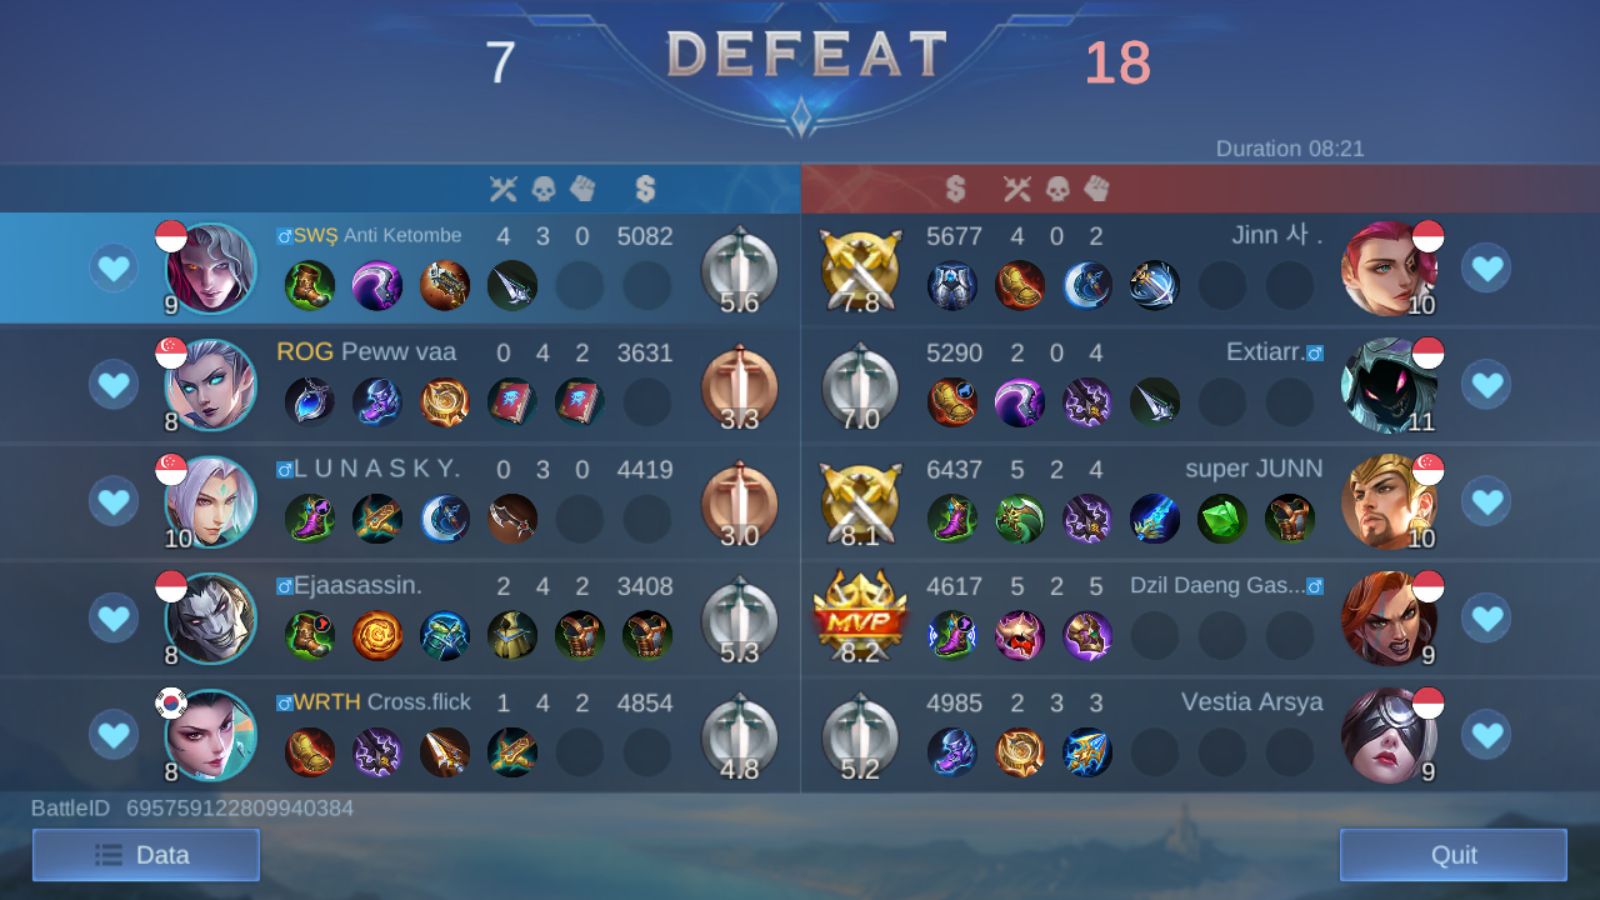 7 DEFEAT 18
Duration 08:21
SWŞ Anti Ketombe 4 3 0 5082
9 5.6
5677 4 0 2 Jinn 사 .
7.8 10
ROG Peww vaa 0 4 2 3631
8 3.3
5290 2 0 4 Extiarr.
7.0 11
L U N A S K Y. 0 3 0 4419
10 3.0
6437 5 2 4 super JUNN
8.1 10
Ejaasassin. 2 4 2 3408
8 5.3
4617 5 2 5 Dzil Daeng Gas...
MVP
8.2 9
WRTH Cross.flick 1 4 2 4854
8 4.8
4985 2 3 3 Vestia Arsya
5.2 9
BattleID 695759122809940384
Data
Quit